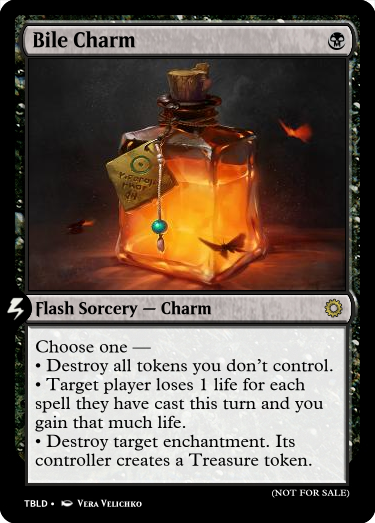 Bile Charm
Flash Sorcery — Charm
Choose one —
• Destroy all tokens you don't control.
• Target player loses 1 life for each
spell they have cast this turn and you
gain that much life.
• Destroy target enchantment. Its
controller creates a Treasure token.
(NOT FOR SALE)
TBLD • Vera Velichko